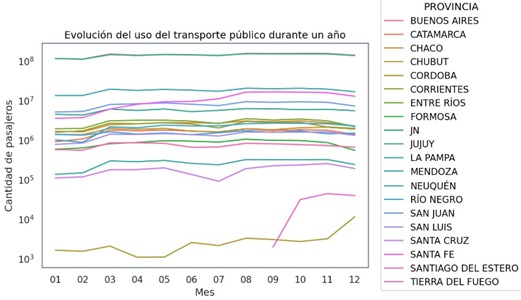 Evolución del uso del transporte público durante un año
Cantidad de pasajeros
10⁸
10⁷
10⁶
10⁵
10⁴
10³
01 02 03 04 05 06 07 08 09 10 11 12
Mes
PROVINCIA
BUENOS AIRES
CATAMARCA
CHACO
CHUBUT
CORDOBA
CORRIENTES
ENTRE RÍOS
FORMOSA
JN
JUJUY
LA PAMPA
MENDOZA
NEUQUÉN
RÍO NEGRO
SAN JUAN
SAN LUIS
SANTA CRUZ
SANTA FE
SANTIAGO DEL ESTERO
TIERRA DEL FUEGO